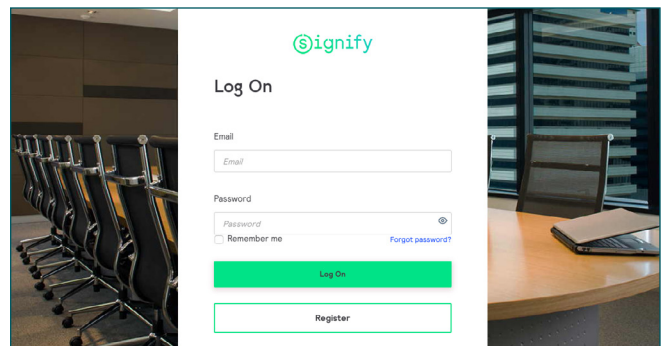 Signify
Log On
Email
Email
Password
Password
Remember me
Forgot password?
Log On
Register